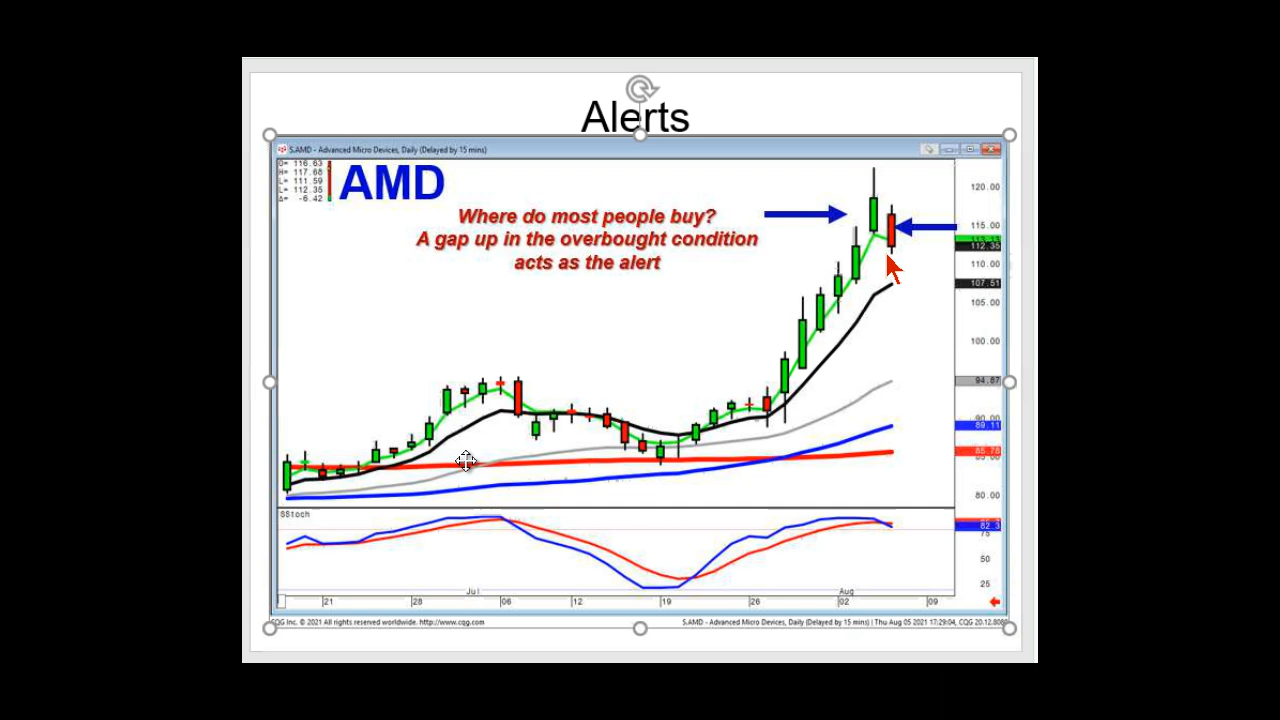 Alerts
S.AMD - Advanced Micro Devices, Daily (Delayed by 15 mins)
O= 116.63
H= 117.68
L= 111.59
L= 112.35
Δ= -6.42
AMD
Where do most people buy?
A gap up in the overbought condition
acts as the alert
120.00
115.00
112.35
110.00
107.51
105.00
100.00
94.87
90.00
89.11
85.78
85.00
80.00
SStoch
82.3
75
50
25
Jul
Aug
21
28
06
12
19
26
02
09
CQG Inc. © 2021 All rights reserved worldwide. http://www.cqg.com
S.AMD - Advanced Micro Devices, Daily (Delayed by 15 mins) | Thu Aug 05 2021 17:29:04, CQG